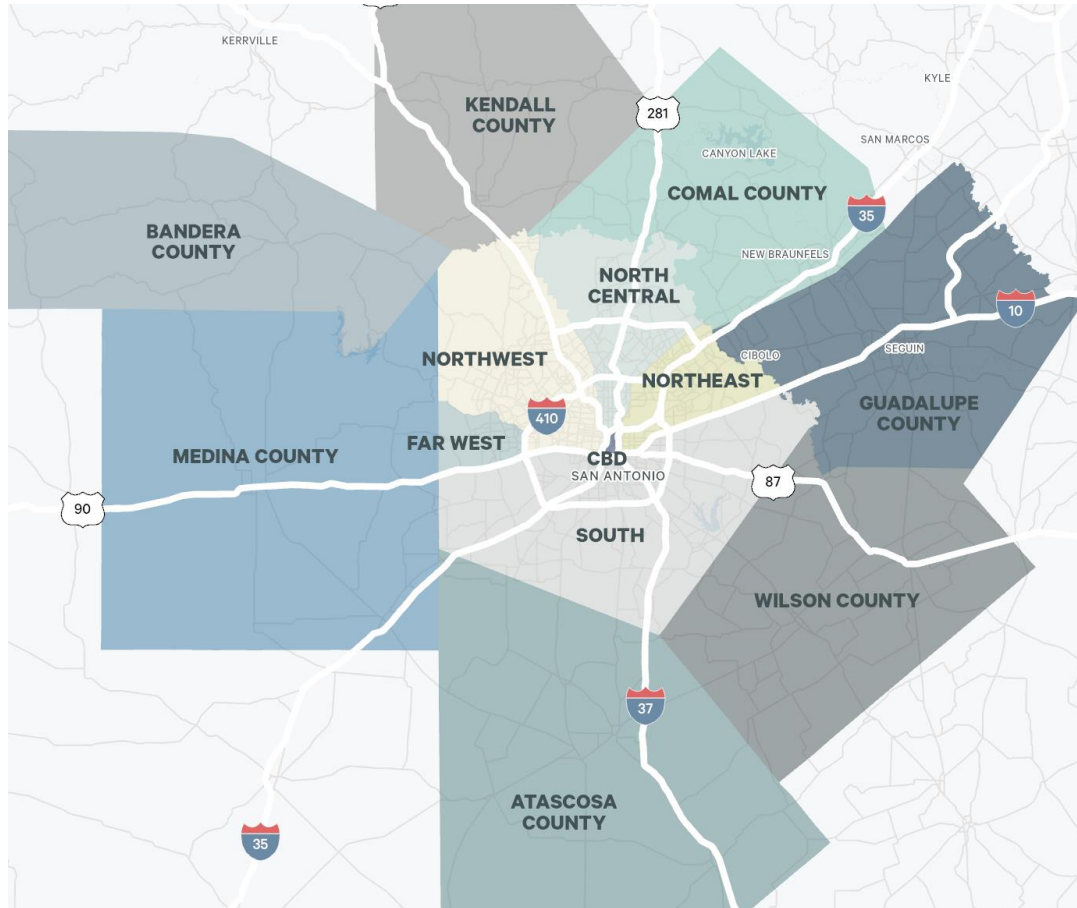 KERRVILLE
KYLE
KENDALL
COUNTY
281
SAN MARCOS
CANYON LAKE
COMAL COUNTY
35
BANDERA
COUNTY
NEW BRAUNFELS
NORTH
CENTRAL
10
NORTHWEST
CIBOLO
SEGUIN
NORTHEAST
GUADALUPE
COUNTY
410
FAR WEST
MEDINA COUNTY
CBD
SAN ANTONIO
87
90
SOUTH
WILSON COUNTY
37
ATASCOSA
COUNTY
35